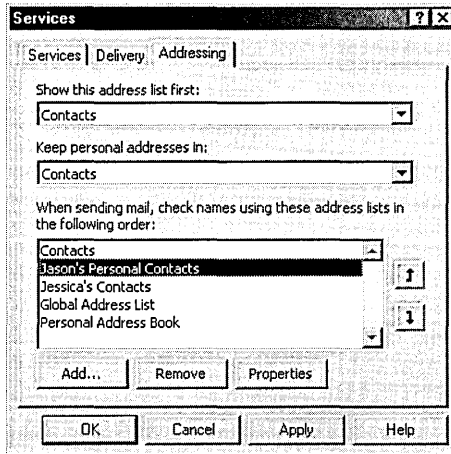 Services
Services Delivery Addressing
Show this address list first:
Contacts
Keep personal addresses in:
Contacts
When sending mail, check names using these address lists in
the following order:
Contacts
Jason's Personal Contacts
Jessica's Contacts
Global Address List
Personal Address Book
Add... Remove Properties
OK Cancel Apply Help